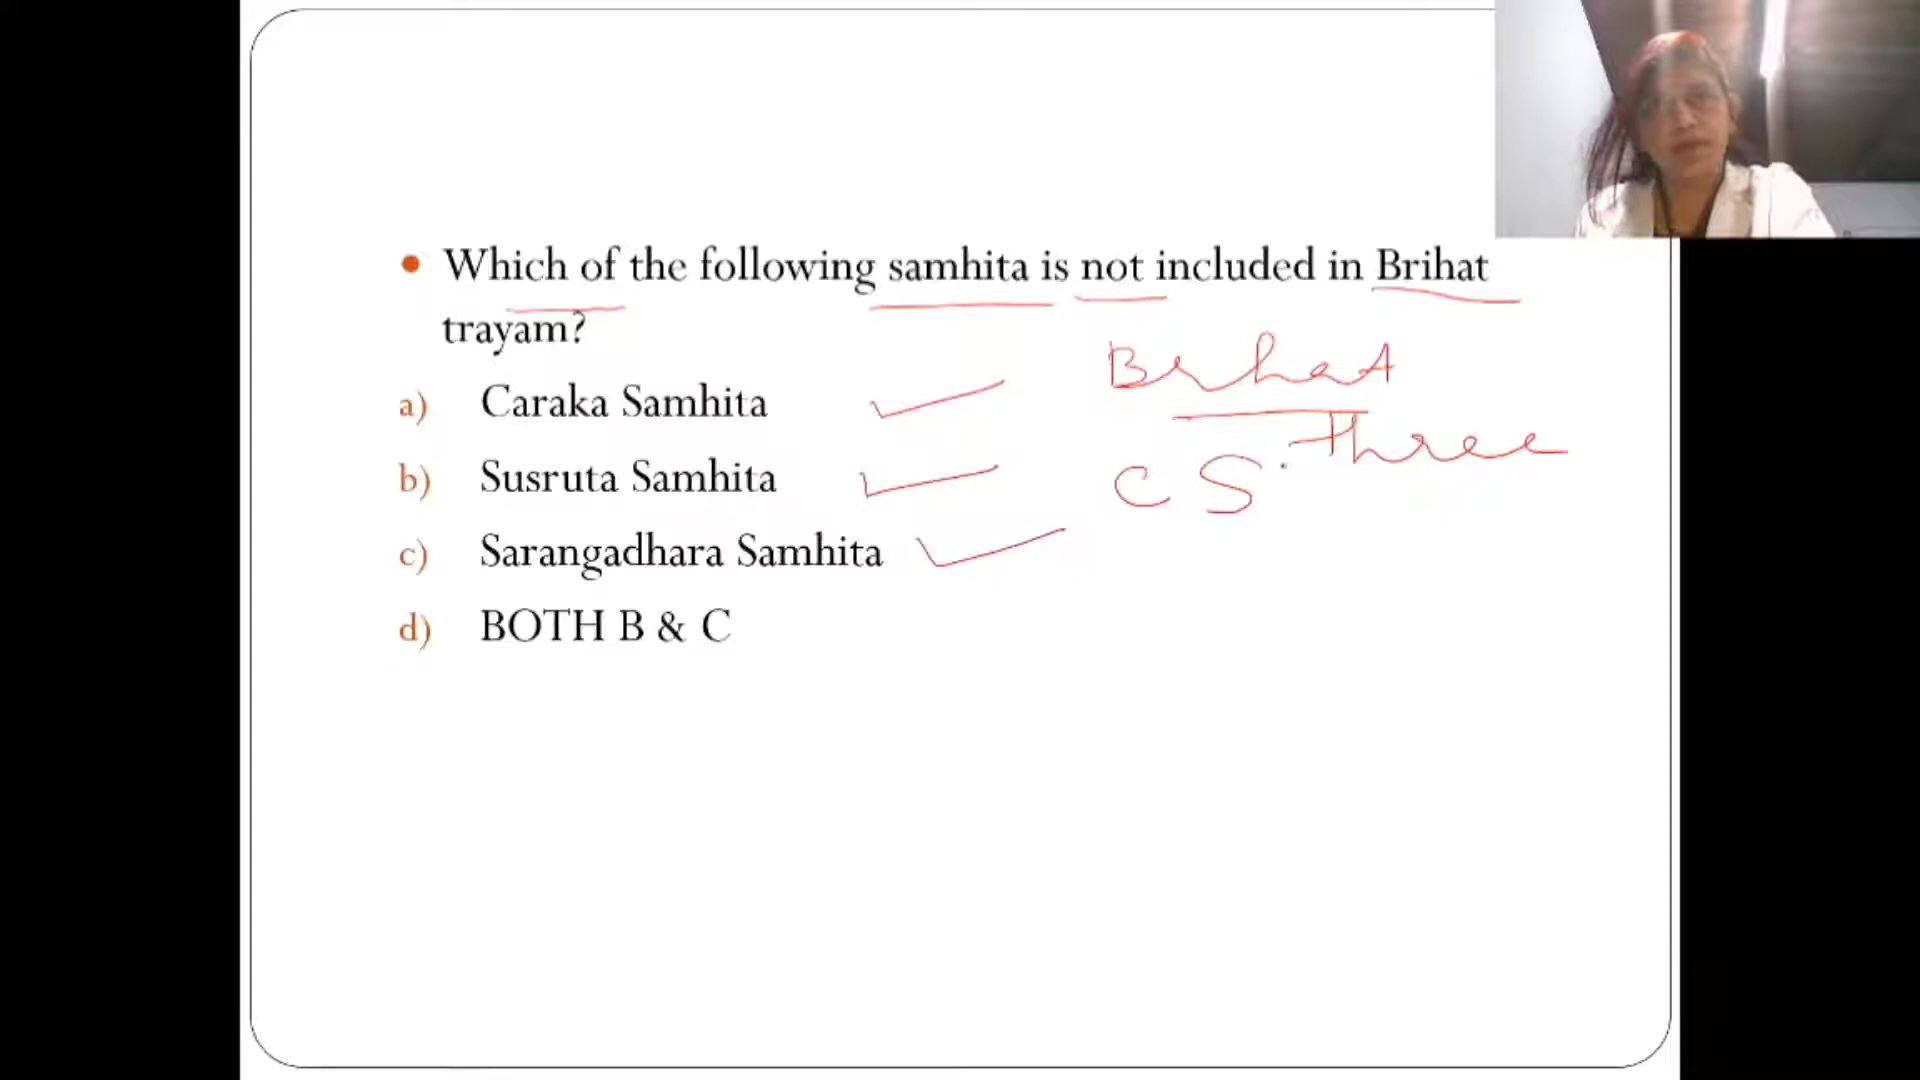 • Which of the following samhita is not included in Brihat
trayam?
a) Caraka Samhita
b) Susruta Samhita
c) Sarangadhara Samhita
d) BOTH B & C
Brhat
Three
C S